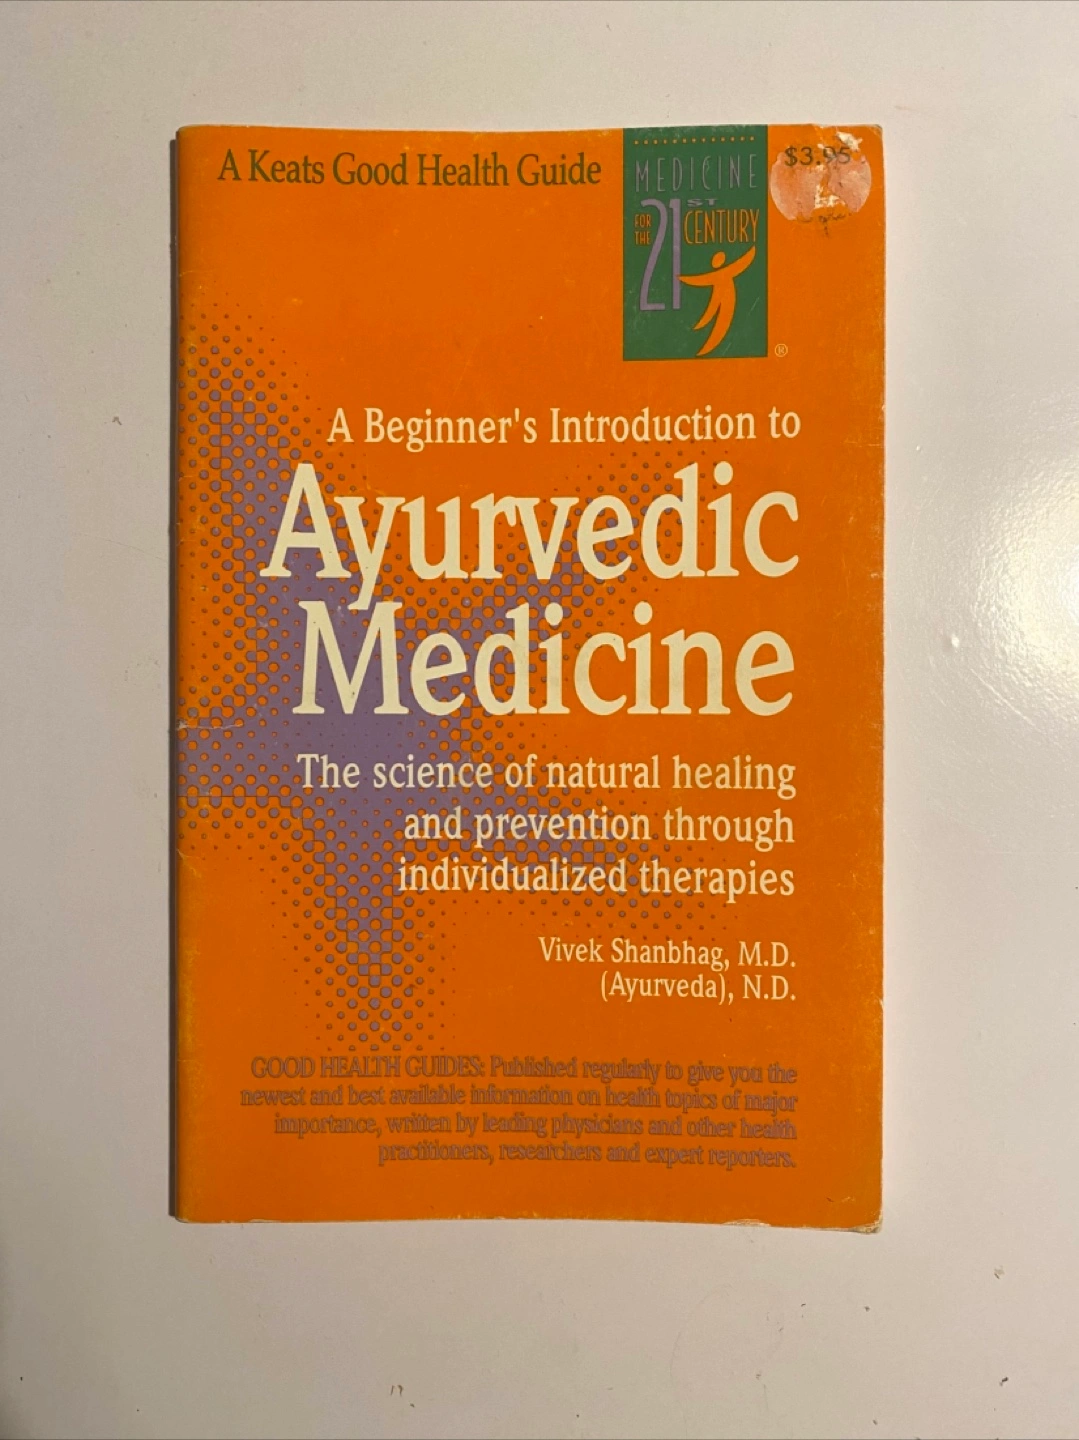 A Keats Good Health Guide
MEDICINE
FOR THE 21ST CENTURY
®
$3.95
A Beginner's Introduction to
Ayurvedic
Medicine
The science of natural healing
and prevention through
individualized therapies
Vivek Shanbhag, M.D.
(Ayurveda), N.D.
GOOD HEALTH GUIDES: Published regularly to give you the
newest and best available information on health topics of major
importance, written by leading physicians and other health
practitioners, researchers and expert reporters.